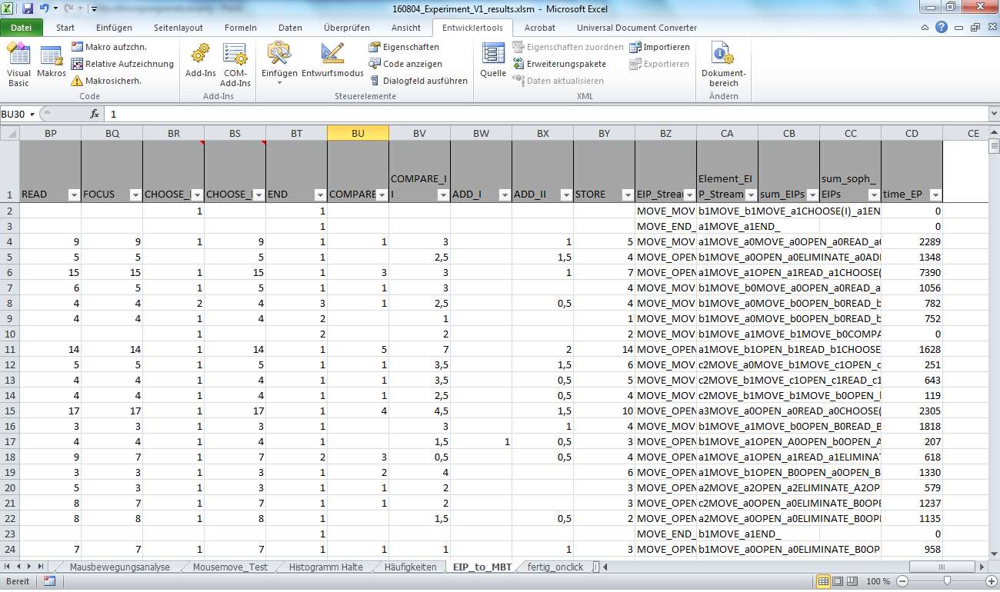 160804_Experiment_V1_results.xlsm - Microsoft Excel
Datei Start Einfügen Seitenlayout Formeln Daten Überprüfen Ansicht Entwicklertools Acrobat Universal Document Converter
Visual Basic Makros Makro aufzchn. Relative Aufzeichnung Makrosicherh. Add-Ins COM-Add-Ins Einfügen Entwurfsmodus Eigenschaften Code anzeigen Dialogfeld ausführen Quelle Eigenschaften zuordnen Erweiterungspakete Daten aktualisieren Importieren Exportieren Dokument-bereich
Code Add-Ins Steuerelemente XML Ändern
BU30 fx 1
BP BQ BR BS BT BU BV BW BX BY BZ CA CB CC CD CE
1 READ FOCUS CHOOSE_I CHOOSE_I END COMPARE COMPARE_II ADD_I ADD_II STORE EIP_Strear Element_EIP_Stream sum_EIPs sum_soph_EIPs time_EP
2 1 1 MOVE_MOV b1MOVE_b1MOVE_a1CHOOSE(I)_a1EN 0
3 1 MOVE_END_ a1MOVE_a1END_ 0
4 9 9 1 9 1 1 3 1 5 MOVE_MOV a1MOVE_a0MOVE_a0OPEN_a0READ_a0 2289
5 5 5 5 1 2,5 1,5 4 MOVE_OPEN b1MOVE_a0OPEN_a0ELIMINATE_a0ADI 1348
6 15 15 1 15 1 3 3 1 7 MOVE_OPEN a1MOVE_a1OPEN_a1READ_a1CHOOSE( 7390
7 6 5 1 5 1 1 3 4 MOVE_MOV b1MOVE_b0MOVE_a0OPEN_a0READ_a 1056
8 4 4 2 4 3 1 2,5 0,5 4 MOVE_MOV b1MOVE_a0MOVE_b0OPEN_b0READ_b 782
9 4 4 1 4 2 1 1 MOVE_MOV b1MOVE_a0MOVE_b0OPEN_b0READ_b 752
10 1 2 2 2 MOVE_MOV b1MOVE_a1MOVE_b1MOVE_b0COMPA 0
11 14 14 1 14 1 5 7 2 14 MOVE_OPEN a1MOVE_b1OPEN_b1READ_b1CHOOSE 1628
12 5 5 1 5 1 1 3,5 1,5 6 MOVE_MOV c2MOVE_a0MOVE_b1MOVE_c1OPEN_c 251
13 4 4 1 4 1 1 3,5 0,5 5 MOVE_MOV c2MOVE_b1MOVE_c1OPEN_c1READ_c1 643
14 4 4 1 4 1 1 2,5 0,5 4 MOVE_MOV c2MOVE_b1MOVE_b1MOVE_b0OPEN_ 119
15 17 17 1 17 1 4 4,5 1,5 10 MOVE_OPEN a3MOVE_a0OPEN_a0READ_a0CHOOSE( 2305
16 3 3 1 3 1 3 1 4 MOVE_MOV b1MOVE_a1MOVE_b0OPEN_B0READ_B 1818
17 4 4 1 4 1 1,5 1 0,5 3 MOVE_OPEN b1MOVE_a1OPEN_A0OPEN_b0OPEN_A 207
18 9 7 1 7 2 3 0,5 0,5 4 MOVE_OPEN a1MOVE_a1OPEN_a1READ_a1ELIMINAT 618
19 3 3 1 3 1 2 4 6 MOVE_OPEN a1MOVE_b1OPEN_B0OPEN_a0OPEN_B 1330
20 5 3 1 3 1 1 2 3 MOVE_OPEN a2MOVE_a2OPEN_a2ELIMINATE_A2OP 579
21 8 7 1 7 1 1 2 3 MOVE_OPEN c2MOVE_a0OPEN_a0ELIMINATE_B0OPE 1237
22 8 8 1 8 1 1,5 0,5 2 MOVE_OPEN a2MOVE_a0OPEN_a0ELIMINATE_B0OPI 1135
23 1 MOVE_END_ b1MOVE_a1END_ 0
24 7 7 1 7 1 1 1 1 3 MOVE_OPEN b1MOVE_a0OPEN_a0ELIMINATE_B0OP 958
Mausbewegungsanalyse Mousemove_Test Histogramm Halte Häufigkeiten EIP_to_MBT fertig_onclick
Bereit 100 %